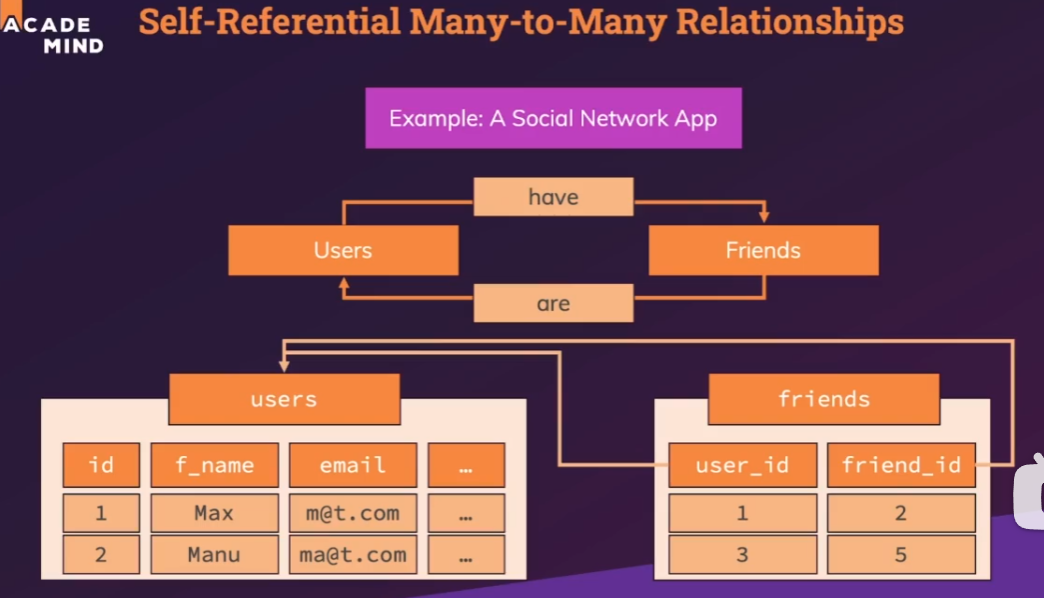 ACADE
MIND
Self-Referential Many-to-Many Relationships
Example: A Social Network App
have
Users
Friends
are
users
friends
id f_name email …
user_id friend_id
1 Max m@t.com …
1 2
2 Manu ma@t.com …
3 5